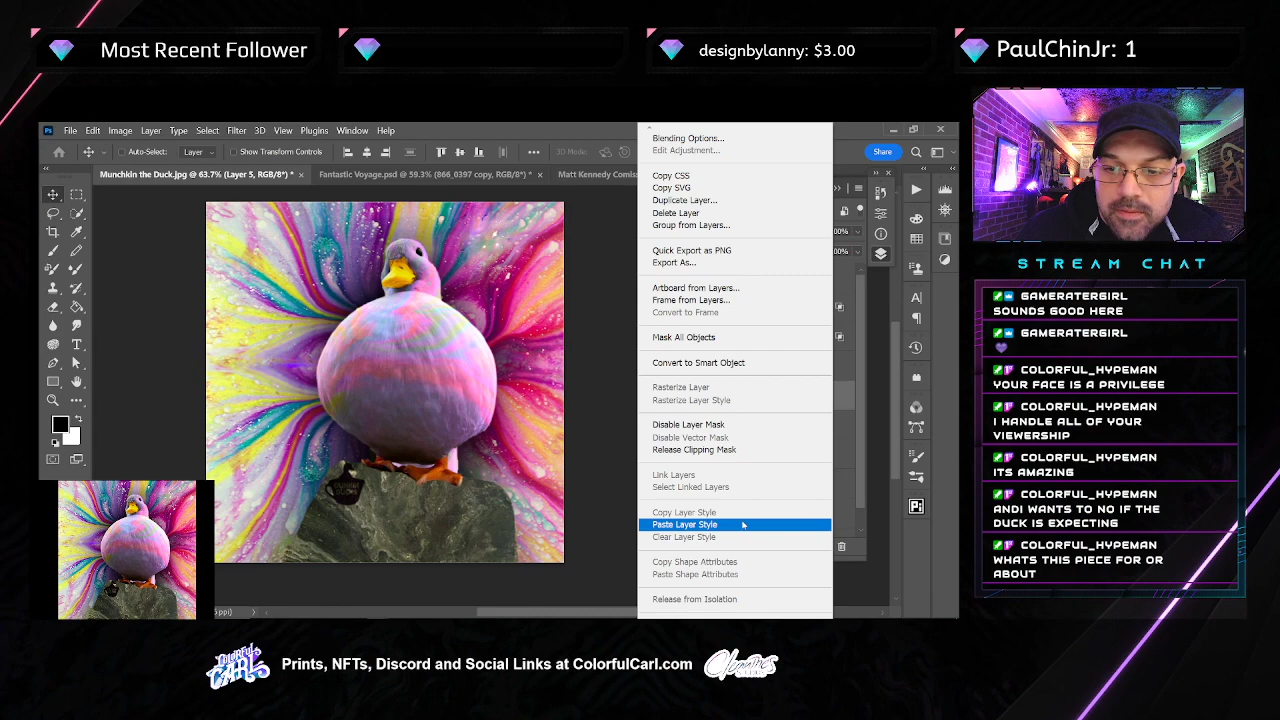 Most Recent Follower
designbylanny: $3.00
PaulChinJr: 1
Ps File Edit Image Layer Type Select Filter 3D View Plugins Window Help
Auto-Select: Layer Show Transform Controls
3D Mode:
Share
Munchkin the Duck.jpg @ 63.7% (Layer 5, RGB/8*) *
Fantastic Voyage.psd @ 59.3% (866_0397 copy, RGB/8*) *
Matt Kennedy
Blending Options...
Edit Adjustment...
Copy CSS
Copy SVG
Duplicate Layer...
Delete Layer
Group from Layers...
Quick Export as PNG
Export As...
Artboard from Layers...
Frame from Layers...
Convert to Frame
Mask All Objects
Convert to Smart Object
Rasterize Layer
Rasterize Layer Style
Disable Layer Mask
Disable Vector Mask
Release Clipping Mask
Link Layers
Select Linked Layers
Copy Layer Style
Paste Layer Style
Clear Layer Style
Copy Shape Attributes
Paste Shape Attributes
Release from Isolation
STREAM CHAT
GAMERATERGIRL
SOUNDS GOOD HERE
GAMERATERGIRL
COLORFUL_HYPEMAN
YOUR FACE IS A PRIVILEGE
COLORFUL_HYPEMAN
I HANDLE ALL OF YOUR
VIEWERSHIP
COLORFUL_HYPEMAN
ITS AMAZING
COLORFUL_HYPEMAN
ANDI WANTS TO NO IF THE
DUCK IS EXPECTING
COLORFUL_HYPEMAN
WHATS THIS PIECE FOR OR
ABOUT
COLORFUL
CARL
Prints, NFTs, Discord and Social Links at ColorfulCarl.com